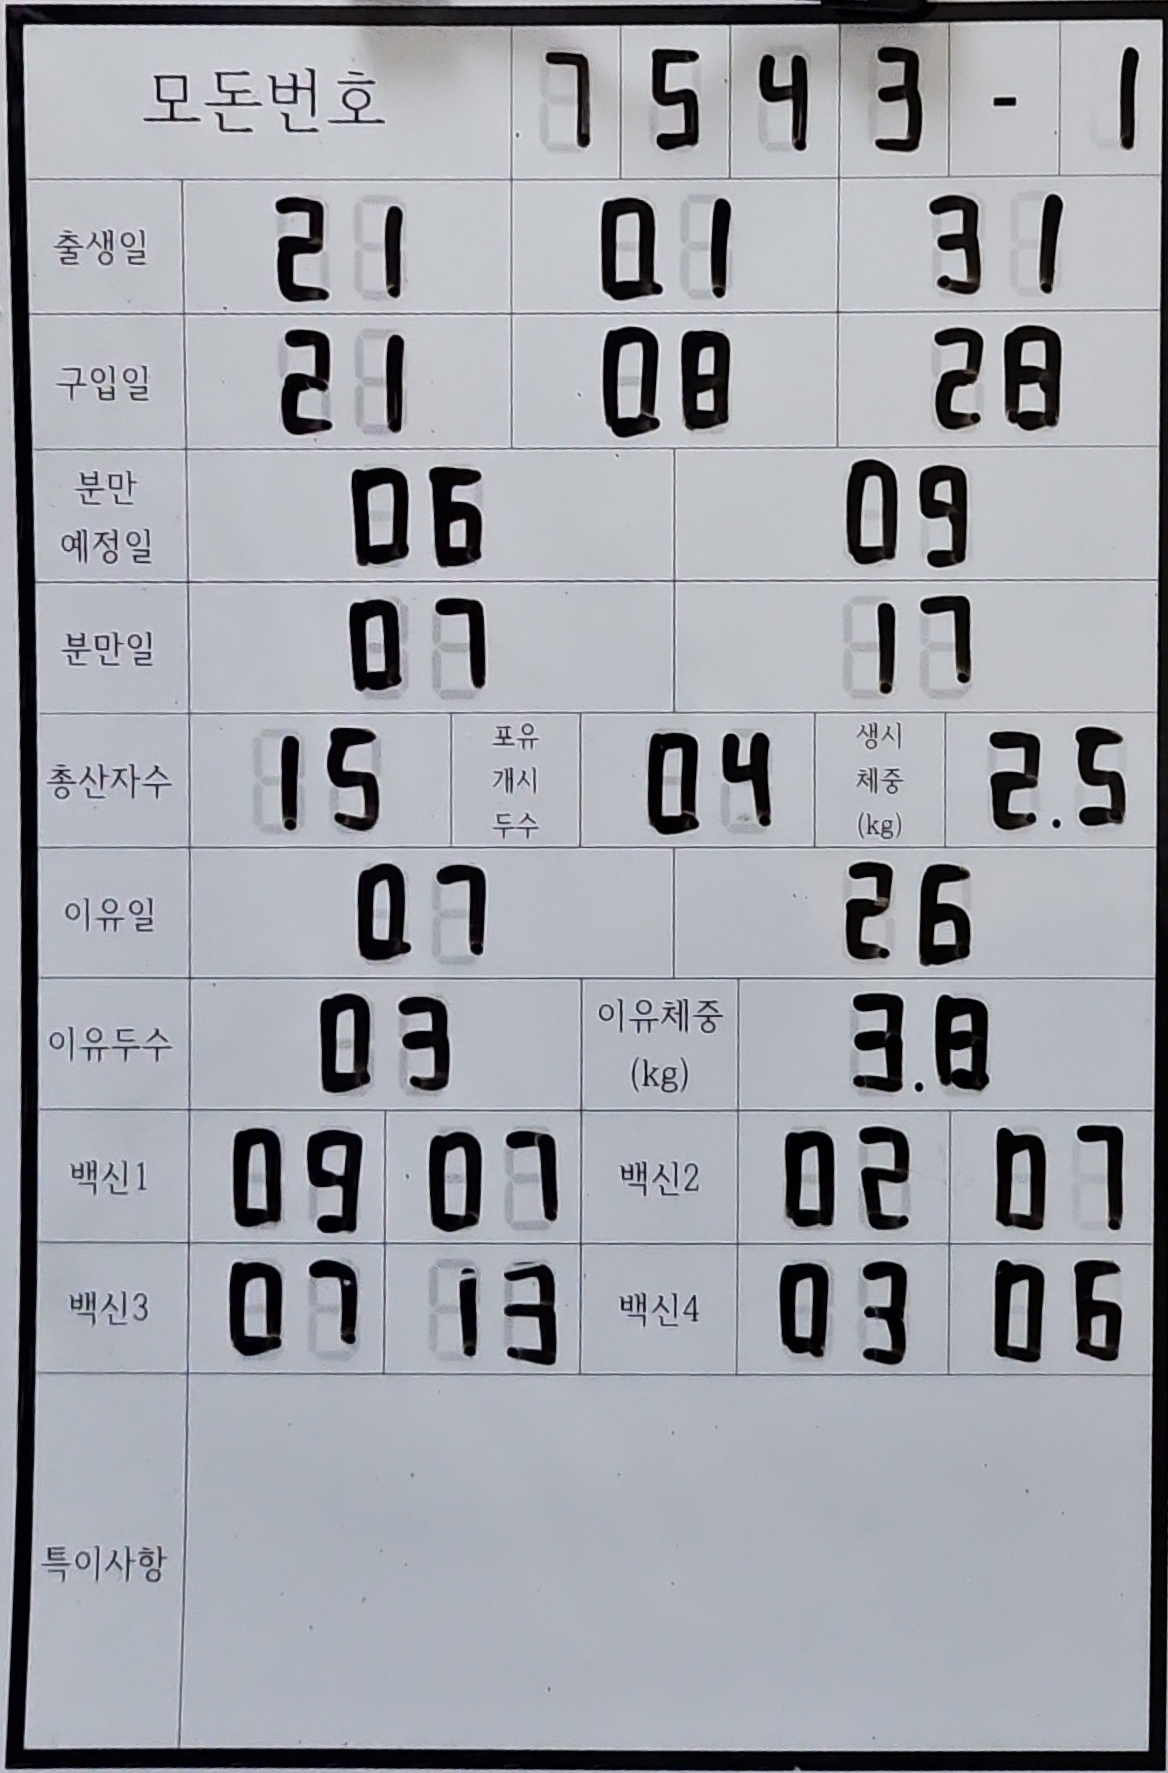 모돈번호 7 5 4 3 - 1
출생일 21 01 31
구입일 21 08 28
분만
예정일 06 09
분만일 07 17
총산자수 15 포유
개시
두수 04 생시
체중
(kg) 2.5
이유일 07 26
이유두수 03 이유체중
(kg) 3.8
백신1 09 07 백신2 02 07
백신3 07 13 백신4 03 06
특이사항